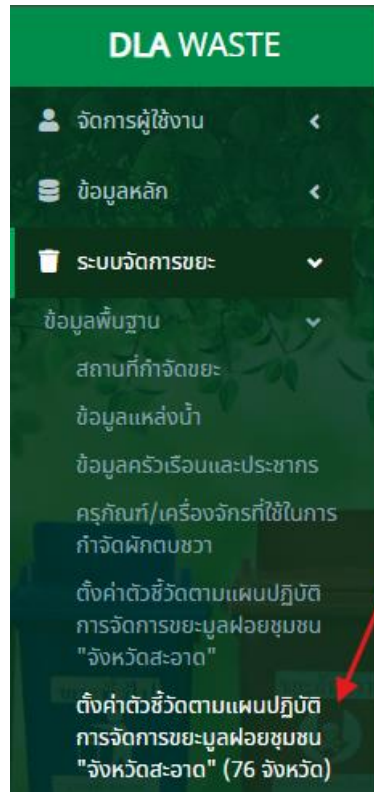 DLA WASTE
จัดการผู้ใช้งาน
ข้อมูลหลัก
ระบบจัดการขยะ
ข้อมูลพื้นฐาน
สถานที่กำจัดขยะ
ข้อมูลแหล่งน้ำ
ข้อมูลครัวเรือนและประชากร
ครุภัณฑ์/เครื่องจักรที่ใช้ในการ
กำจัดผักตบชวา
ตั้งค่าตัวชี้วัดตามแผนปฏิบัติ
การจัดการขยะมูลฝอยชุมชน
"จังหวัดสะอาด"
ตั้งค่าตัวชี้วัดตามแผนปฏิบัติ
การจัดการขยะมูลฝอยชุมชน
"จังหวัดสะอาด" (76 จังหวัด)